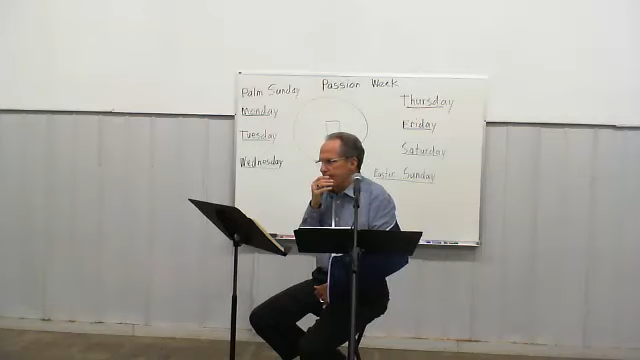 Passion Week
Palm Sunday
Monday
Tuesday
Wednesday
Thursday
Friday
Saturday
Easter Sunday